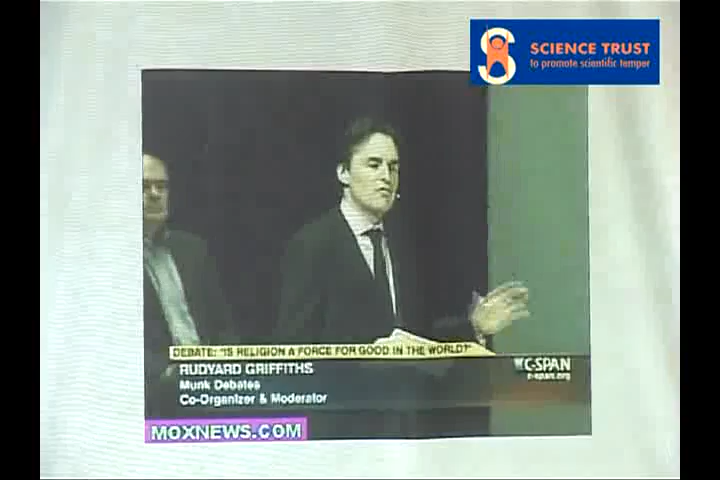 S SCIENCE TRUST
to promote scientific temper
DEBATE: "IS RELIGION A FORCE FOR GOOD IN THE WORLD?"
RUDYARD GRIFFITHS
Munk Debates
Co-Organizer & Moderator
C-SPAN
c-span.org
MOXNEWS.COM